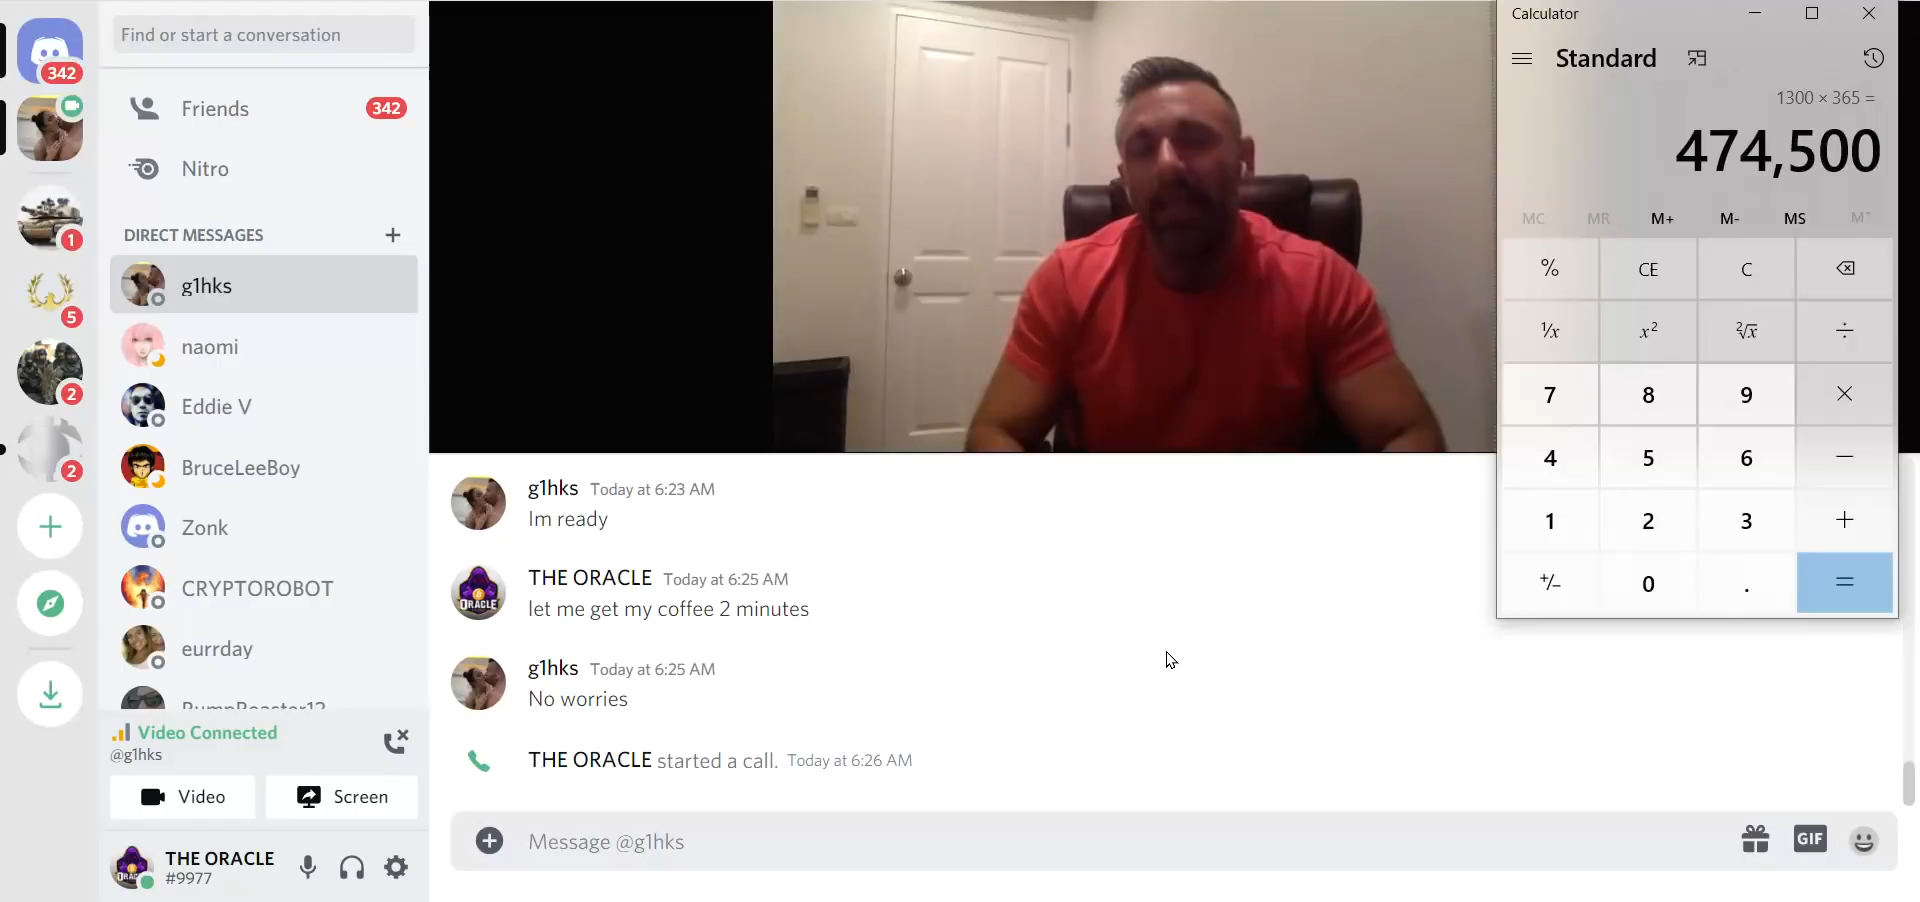 342
1
5
2
2
Find or start a conversation
Friends
342
Nitro
DIRECT MESSAGES
g1hks
naomi
Eddie V
BruceLeeBoy
Zonk
CRYPTOROBOT
eurrday
Video Connected
@g1hks
Video
Screen
THE ORACLE
#9977
g1hks Today at 6:23 AM
Im ready
THE ORACLE Today at 6:25 AM
let me get my coffee 2 minutes
g1hks Today at 6:25 AM
No worries
THE ORACLE started a call. Today at 6:26 AM
Message @g1hks
GIF
Calculator
Standard
1300 × 365 =
474,500
MC MR M+ M- MS M˅
% CE C
¹/x x² ²√x ÷
7 8 9 ×
4 5 6 −
1 2 3 +
+/− 0 . =
ORACLE